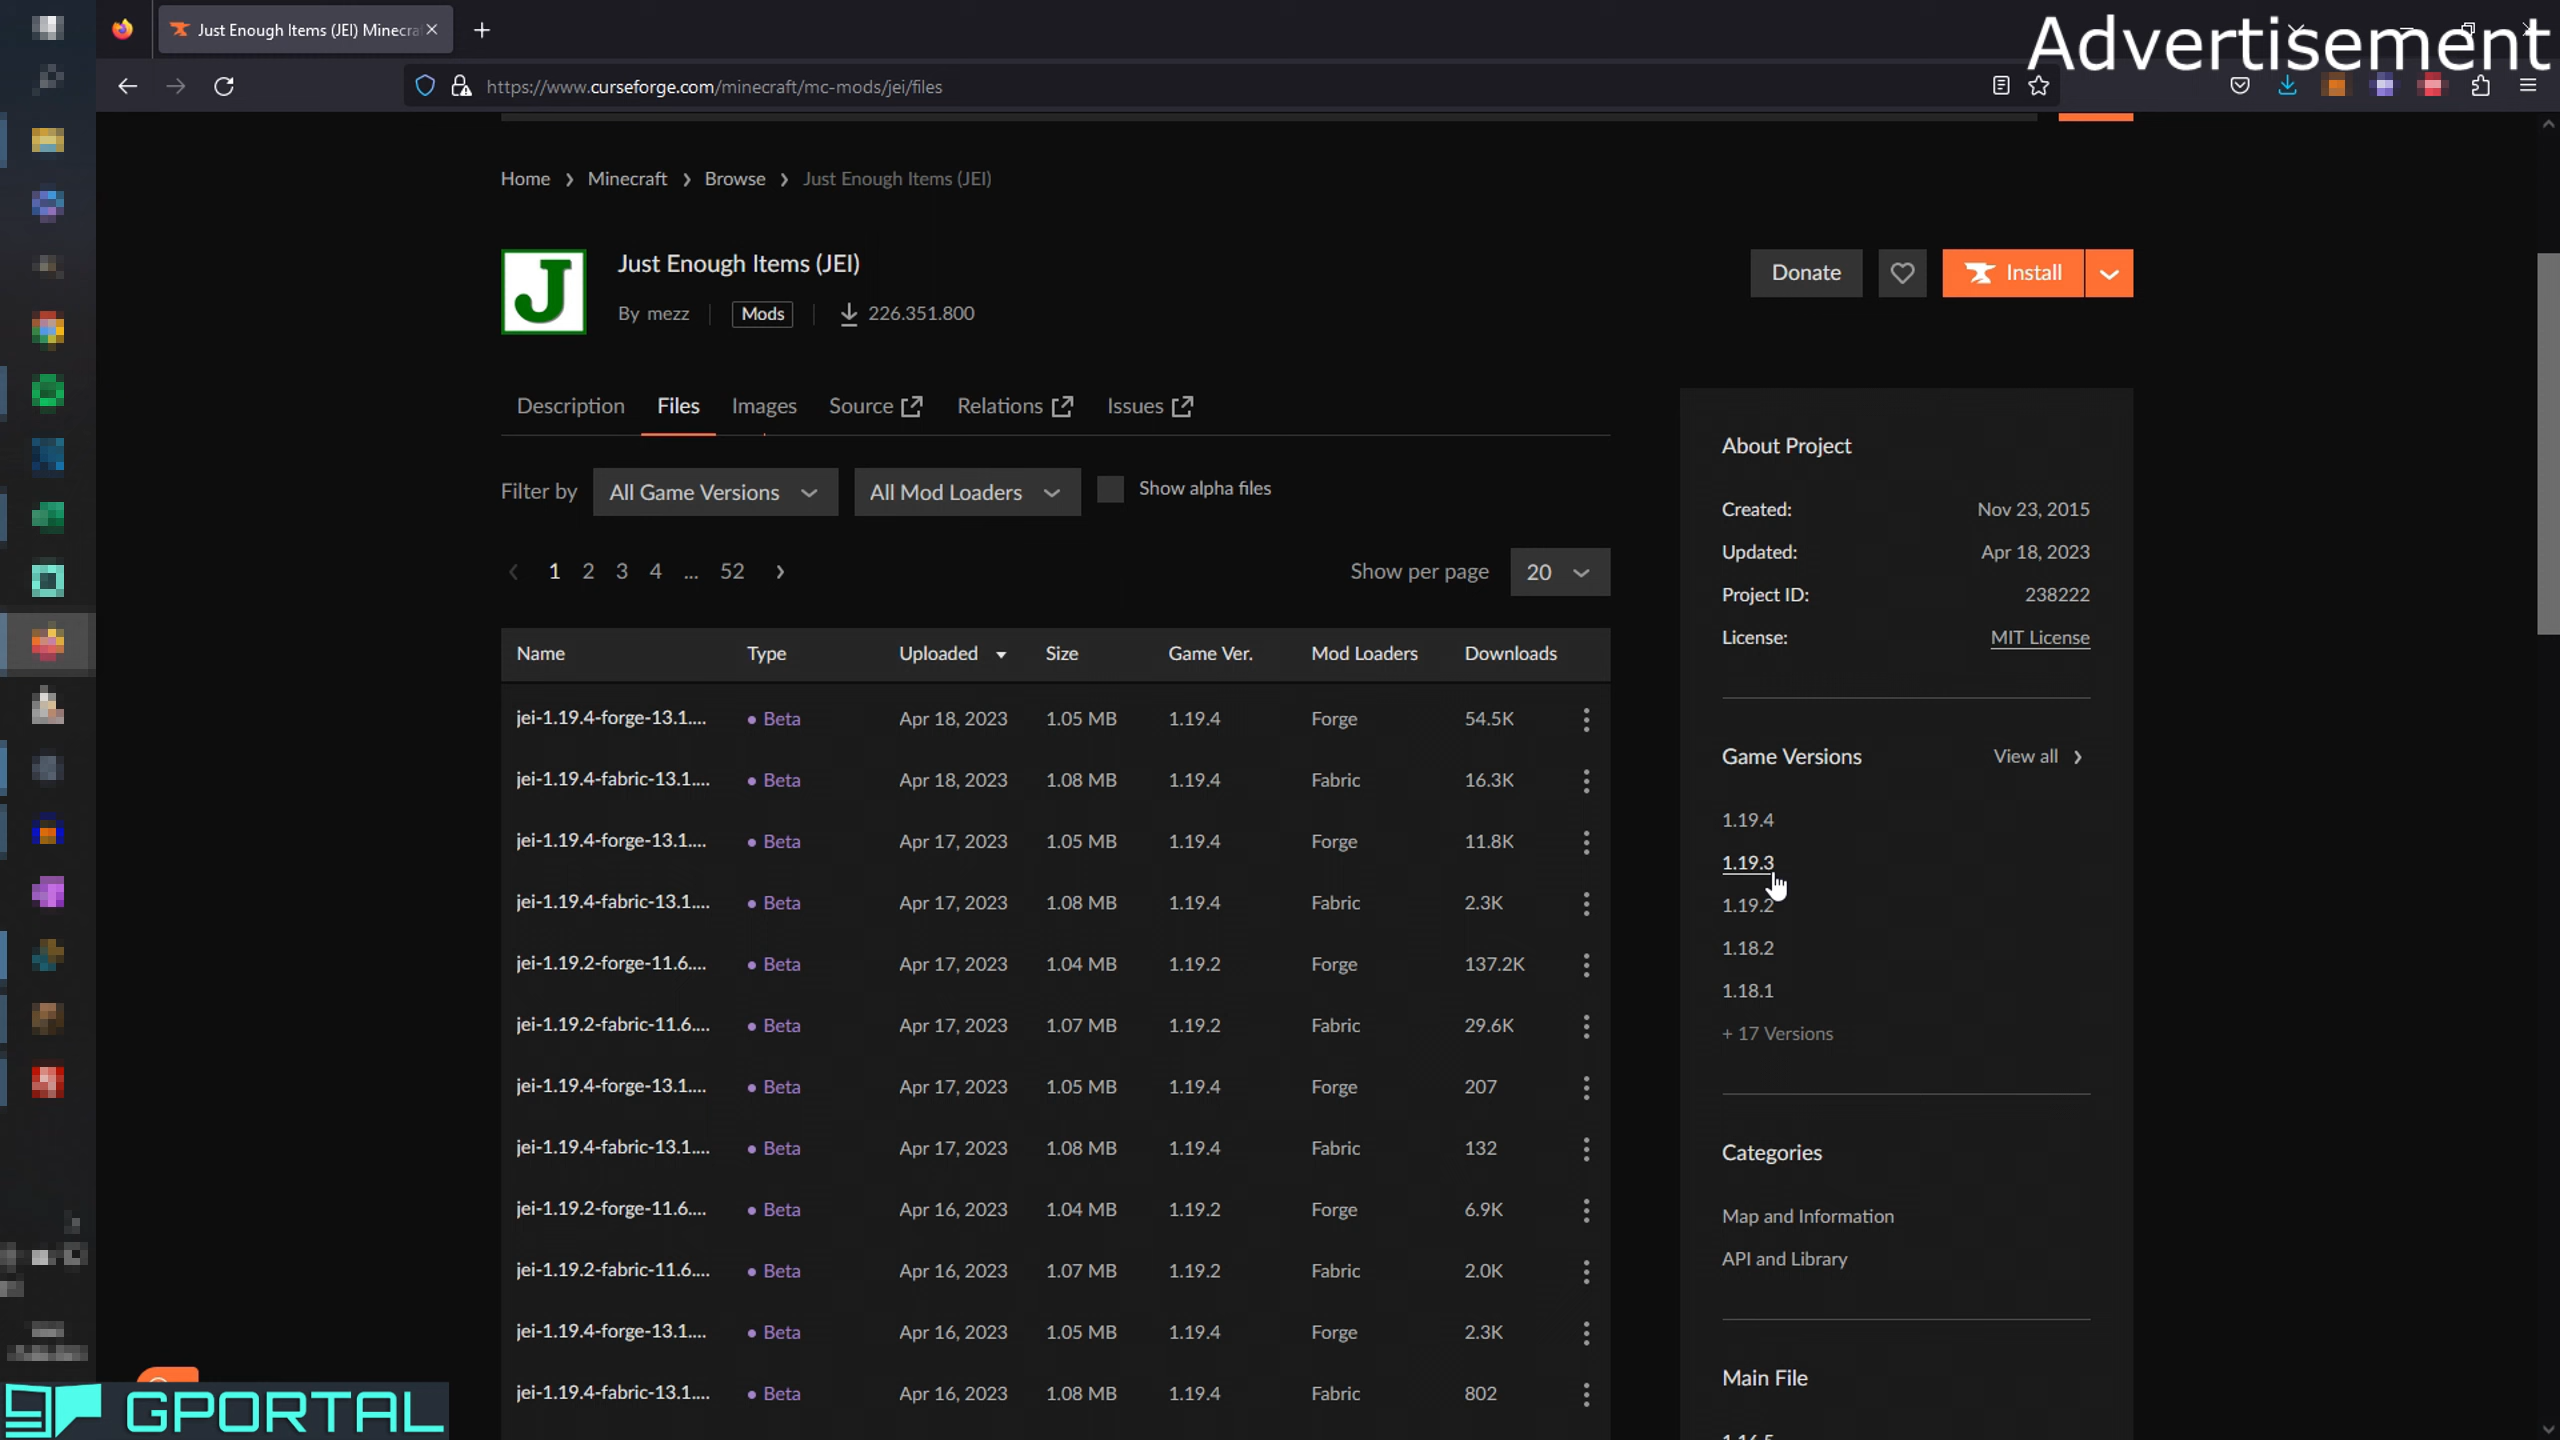 Just Enough Items (JEI) Minecra
Advertisement
https://www.curseforge.com/minecraft/mc-mods/jei/files
Home > Minecraft > Browse > Just Enough Items (JEI)
J
Just Enough Items (JEI)
By mezz Mods 226.351.800
Donate Install
Description Files Images Source Relations Issues
Filter by All Game Versions All Mod Loaders Show alpha files
1 2 3 4 ... 52 > Show per page 20
Name Type Uploaded Size Game Ver. Mod Loaders Downloads
jei-1.19.4-forge-13.1.... Beta Apr 18, 2023 1.05 MB 1.19.4 Forge 54.5K
jei-1.19.4-fabric-13.1.... Beta Apr 18, 2023 1.08 MB 1.19.4 Fabric 16.3K
jei-1.19.4-forge-13.1.... Beta Apr 17, 2023 1.05 MB 1.19.4 Forge 11.8K
jei-1.19.4-fabric-13.1.... Beta Apr 17, 2023 1.08 MB 1.19.4 Fabric 2.3K
jei-1.19.2-forge-11.6.... Beta Apr 17, 2023 1.04 MB 1.19.2 Forge 137.2K
jei-1.19.2-fabric-11.6.... Beta Apr 17, 2023 1.07 MB 1.19.2 Fabric 29.6K
jei-1.19.4-forge-13.1.... Beta Apr 17, 2023 1.05 MB 1.19.4 Forge 207
jei-1.19.4-fabric-13.1.... Beta Apr 17, 2023 1.08 MB 1.19.4 Fabric 132
jei-1.19.2-forge-11.6.... Beta Apr 16, 2023 1.04 MB 1.19.2 Forge 6.9K
jei-1.19.2-fabric-11.6.... Beta Apr 16, 2023 1.07 MB 1.19.2 Fabric 2.0K
jei-1.19.4-forge-13.1.... Beta Apr 16, 2023 1.05 MB 1.19.4 Forge 2.3K
jei-1.19.4-fabric-13.1.... Beta Apr 16, 2023 1.08 MB 1.19.4 Fabric 802
About Project
Created: Nov 23, 2015
Updated: Apr 18, 2023
Project ID: 238222
License: MIT License
Game Versions View all >
1.19.4
1.19.3
1.19.2
1.18.2
1.18.1
+ 17 Versions
Categories
Map and Information
API and Library
Main File
GPORTAL